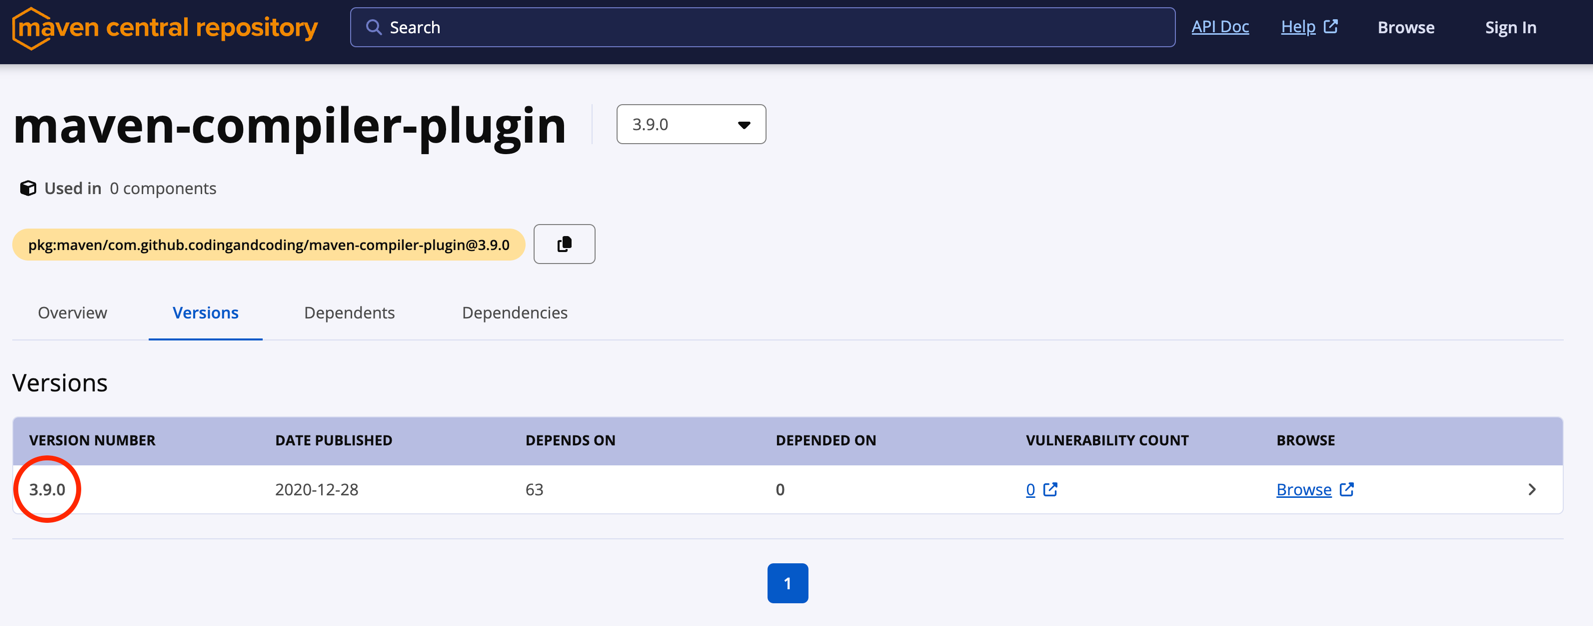 maven central repository
Search
API Doc
Help
Browse
Sign In
maven-compiler-plugin
3.9.0
Used in 0 components
pkg:maven/com.github.codingandcoding/maven-compiler-plugin@3.9.0
Overview
Versions
Dependents
Dependencies
Versions
VERSION NUMBER DATE PUBLISHED DEPENDS ON DEPENDED ON VULNERABILITY COUNT BROWSE
3.9.0 2020-12-28 63 0 0 Browse
1